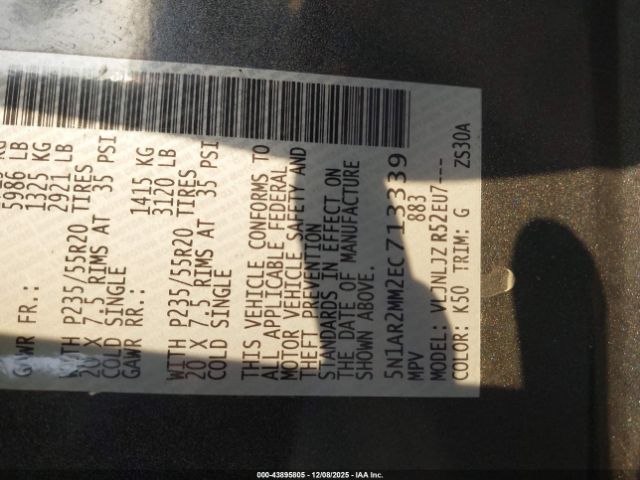 5986 LB
GAWR FR.: 1325 KG
2921 LB
WITH P235/55R20 TIRES
20 X 7.5 RIMS AT 35 PSI
COLD SINGLE
GAWR RR.: 1415 KG
3120 LB
WITH P235/55R20 TIRES
20 X 7.5 RIMS AT 35 PSI
COLD SINGLE
THIS VEHICLE CONFORMS TO
ALL APPLICABLE FEDERAL
MOTOR VEHICLE SAFETY AND
THEFT PREVENTION
STANDARDS IN EFFECT ON
THE DATE OF MANUFACTURE
SHOWN ABOVE.
5N1AR2MM2EC713339
MPV 883
MODEL: VLJNLJZ R52EU7---
COLOR: K50 TRIM: G ZS30A
000-43895805 - 12/08/2025 - IAA Inc.